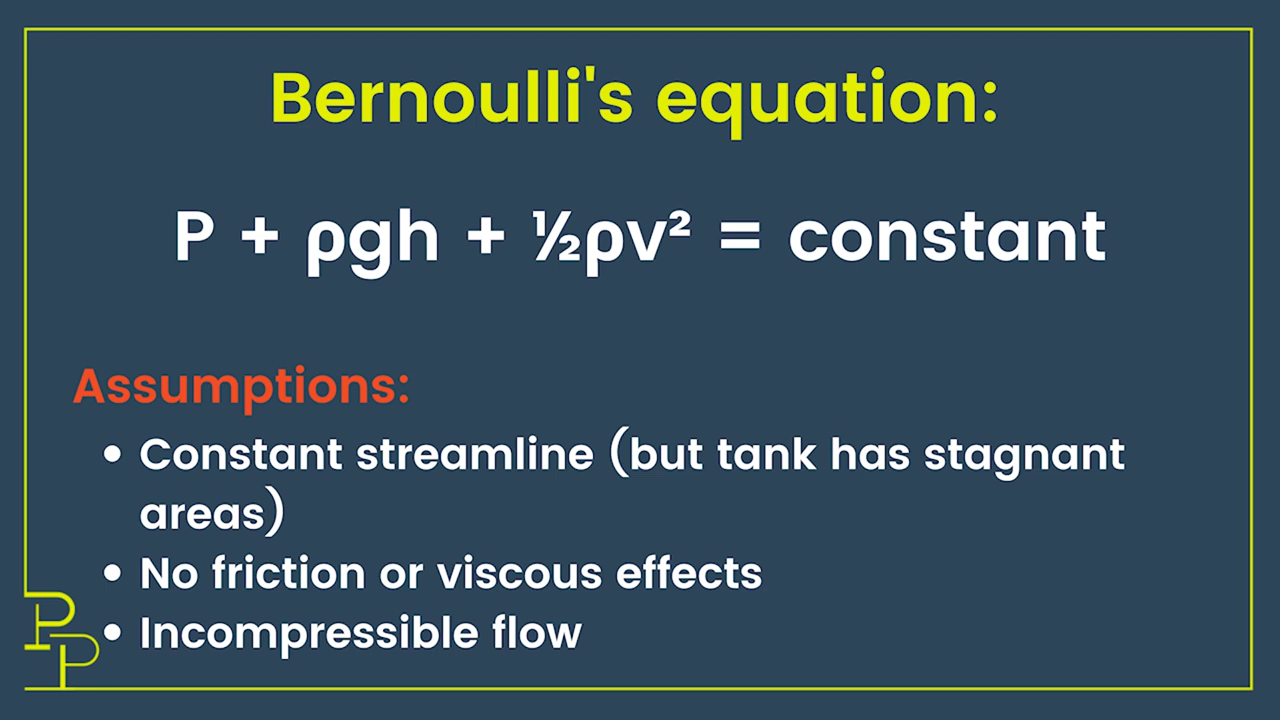 Bernoulli's equation:
P + ρgh + ½ρv² = constant
Assumptions:
• Constant streamline (but tank has stagnant
areas)
• No friction or viscous effects
• Incompressible flow
PP